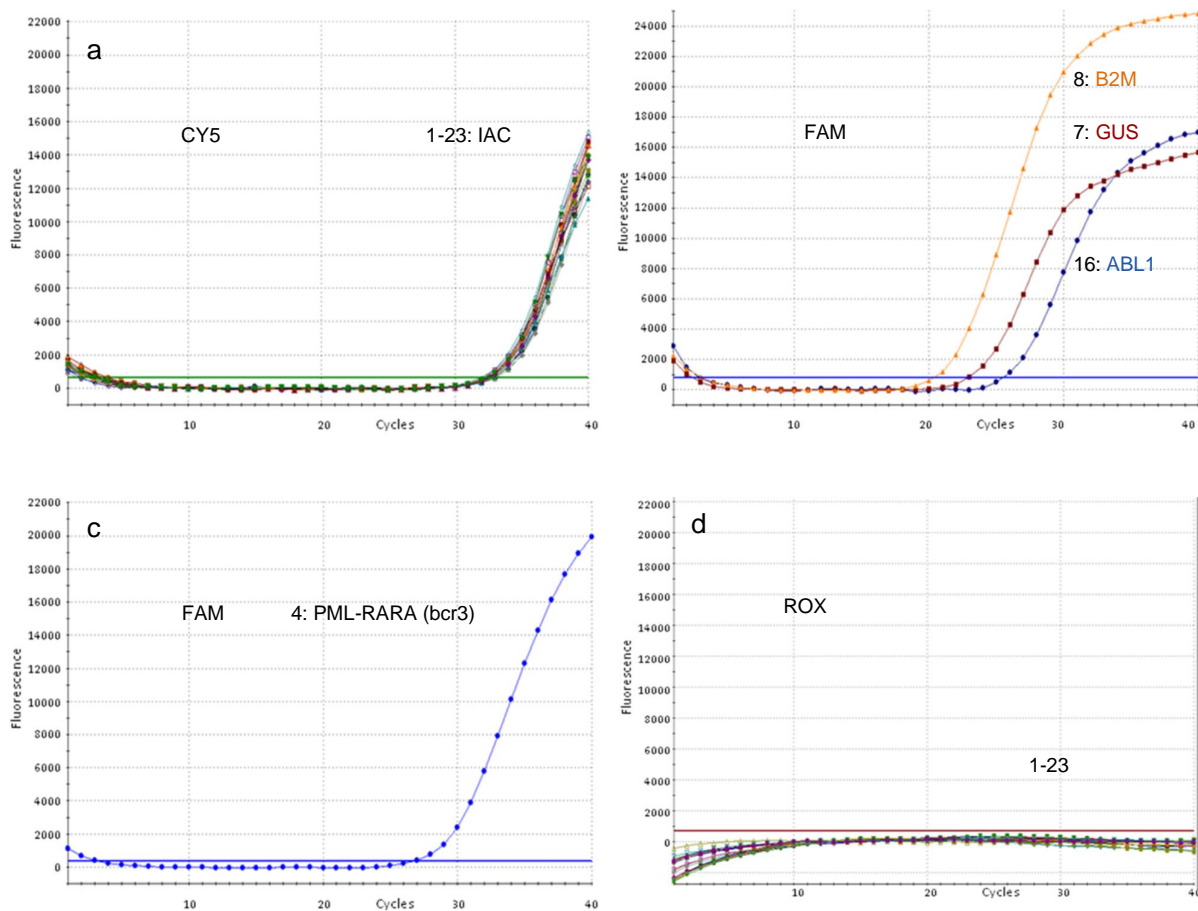 22000
20000
18000
16000
14000
12000
10000
8000
6000
4000
2000
0
Fluorescence
a
CY5 1-23: IAC
10 20 Cycles 30 40
24000
22000
20000
18000
16000
14000
12000
10000
8000
6000
4000
2000
0
Fluorescence
8: B2M
FAM 7: GUS
16: ABL1
10 20 Cycles 30 40
22000
20000
18000
16000
14000
12000
10000
8000
6000
4000
2000
0
Fluorescence
c
FAM 4: PML-RARA (bcr3)
10 20 Cycles 30 40
22000
20000
18000
16000
14000
12000
10000
8000
6000
4000
2000
0
Fluorescence
d
ROX
1-23
10 20 Cycles 30 40